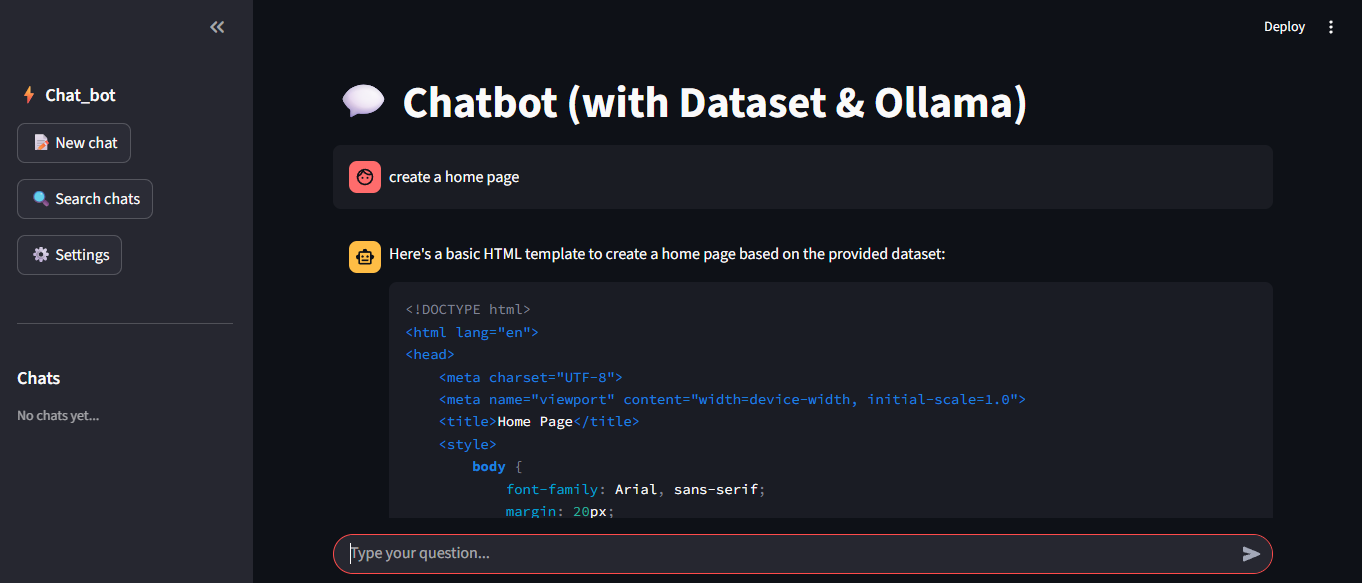 Deploy
Chat_bot
New chat
Search chats
Settings
Chats
No chats yet...
Chatbot (with Dataset & Ollama)
create a home page
Here's a basic HTML template to create a home page based on the provided dataset:
<!DOCTYPE html>
<html lang="en">
<head>
    <meta charset="UTF-8">
    <meta name="viewport" content="width=device-width, initial-scale=1.0">
    <title>Home Page</title>
    <style>
        body {
            font-family: Arial, sans-serif;
            margin: 20px;
Type your question...